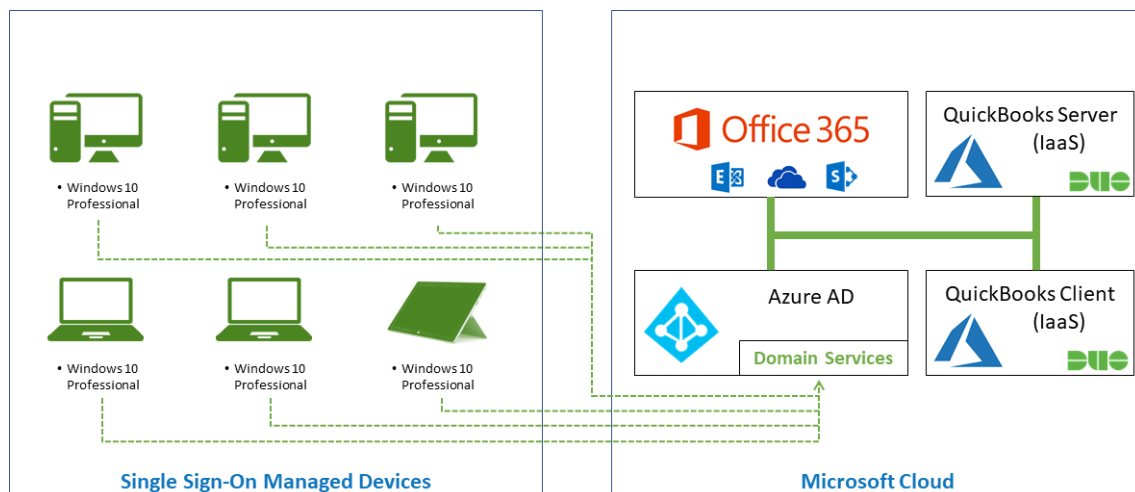 • Windows 10
Professional
• Windows 10
Professional
• Windows 10
Professional
• Windows 10
Professional
• Windows 10
Professional
• Windows 10
Professional
Single Sign-On Managed Devices
Office 365
E
S
QuickBooks Server
(IaaS)
DUO
Azure AD
Domain Services
QuickBooks Client
(IaaS)
DUO
Microsoft Cloud